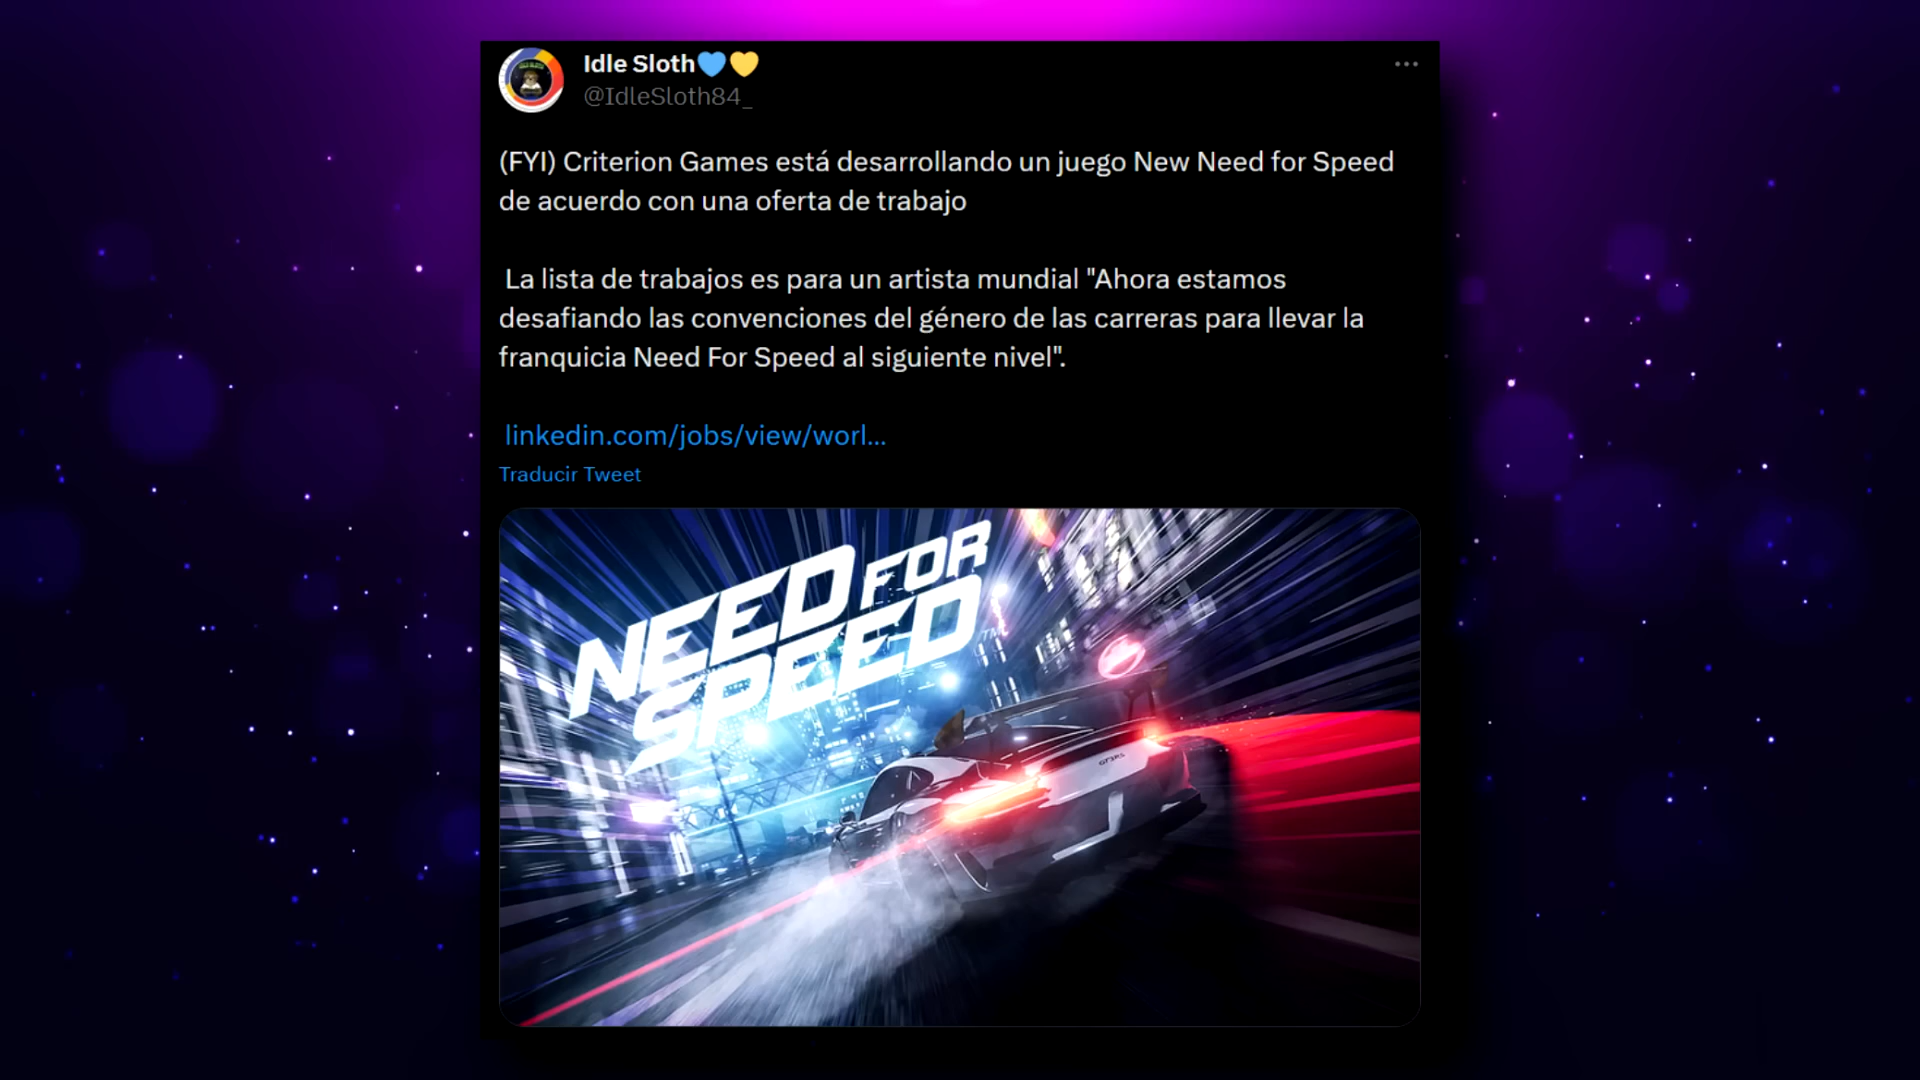 Idle Sloth💙💛
@IdleSloth84_
(FYI) Criterion Games está desarrollando un juego New Need for Speed
de acuerdo con una oferta de trabajo
La lista de trabajos es para un artista mundial "Ahora estamos
desafiando las convenciones del género de las carreras para llevar la
franquicia Need For Speed al siguiente nivel".
linkedin.com/jobs/view/worl...
Traducir Tweet
NEED FOR
SPEED
TM
GT3RS